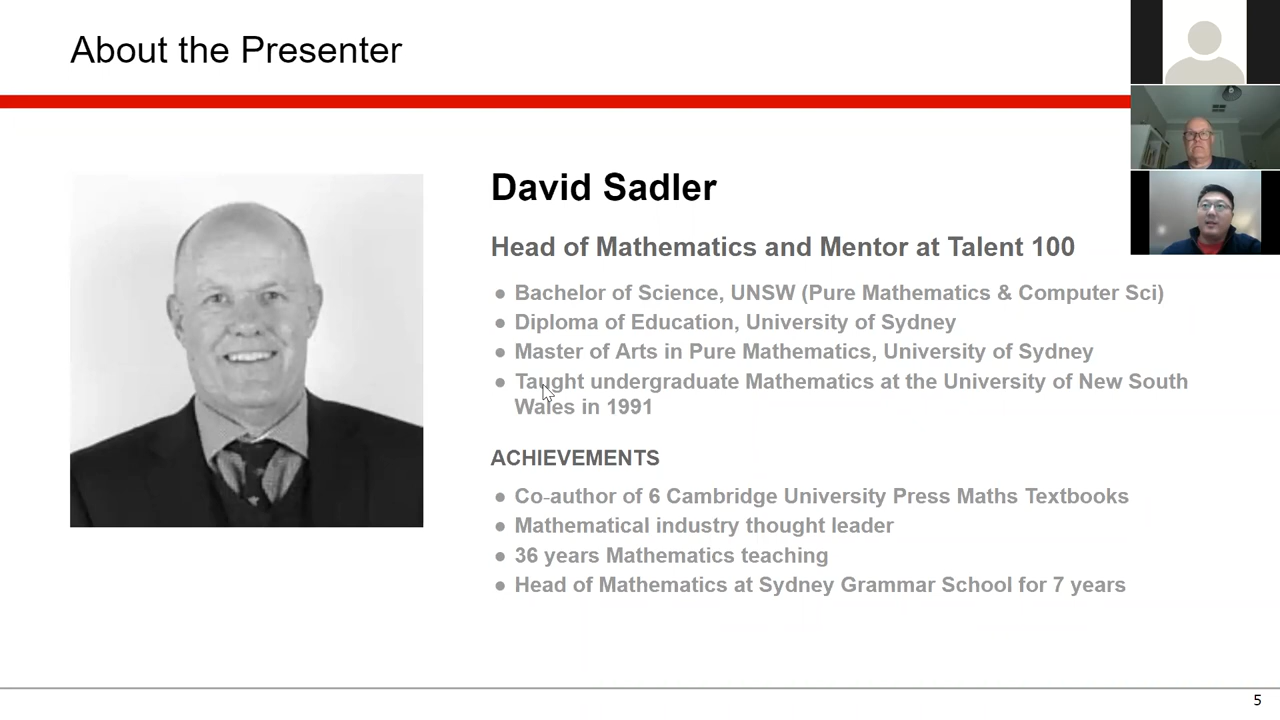 About the Presenter
David Sadler
Head of Mathematics and Mentor at Talent 100
● Bachelor of Science, UNSW (Pure Mathematics & Computer Sci)
● Diploma of Education, University of Sydney
● Master of Arts in Pure Mathematics, University of Sydney
● Taught undergraduate Mathematics at the University of New South
Wales in 1991
ACHIEVEMENTS
● Co-author of 6 Cambridge University Press Maths Textbooks
● Mathematical industry thought leader
● 36 years Mathematics teaching
● Head of Mathematics at Sydney Grammar School for 7 years
5